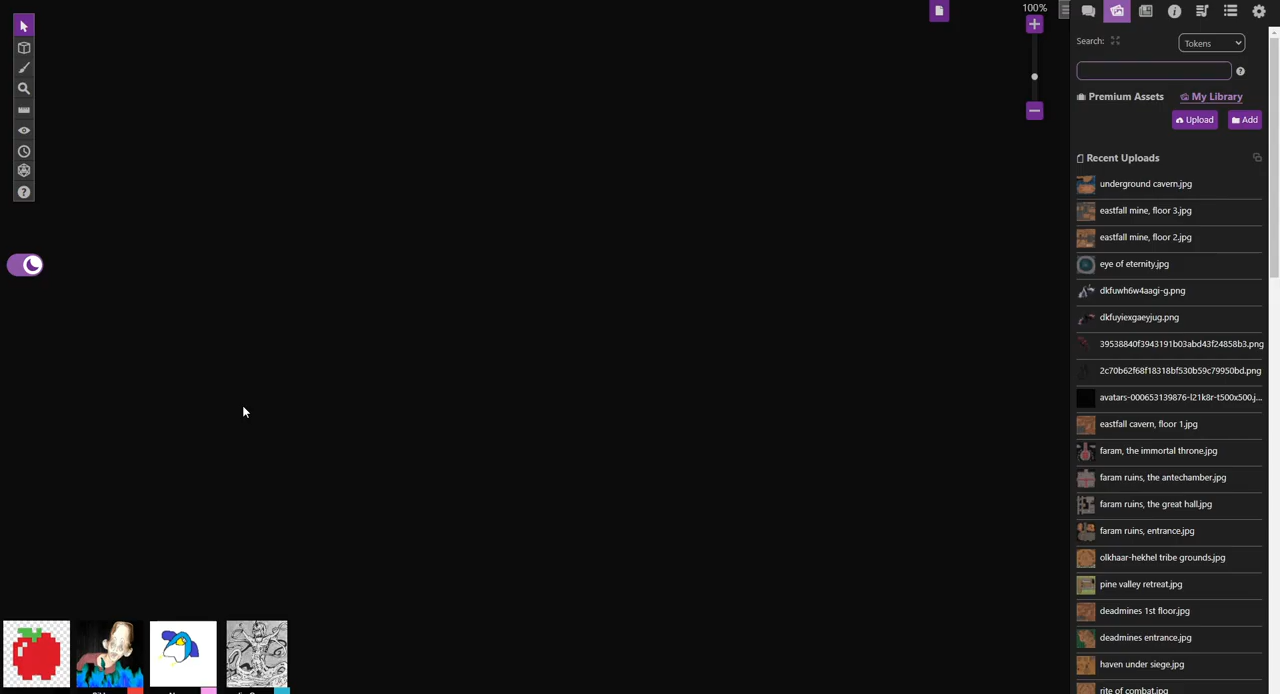 100%
Search:
Tokens
Premium Assets
My Library
Upload
Add
Recent Uploads
underground cavern.jpg
eastfall mine, floor 3.jpg
eastfall mine, floor 2.jpg
eye of eternity.jpg
dkfuwh6w4aagi-g.png
dkfuyiexgaeyjug.png
39538840f3943191b03abd43f24858b3.png
2c70b62f68f18318bf530b59c79950bd.png
avatars-000653139876-l21k8r-t500x500.j...
eastfall cavern, floor 1.jpg
faram, the immortal throne.jpg
faram ruins, the antechamber.jpg
faram ruins, the great hall.jpg
faram ruins, entrance.jpg
olkhaar-hekhel tribe grounds.jpg
pine valley retreat.jpg
deadmines 1st floor.jpg
deadmines entrance.jpg
haven under siege.jpg
rite of combat.jpg